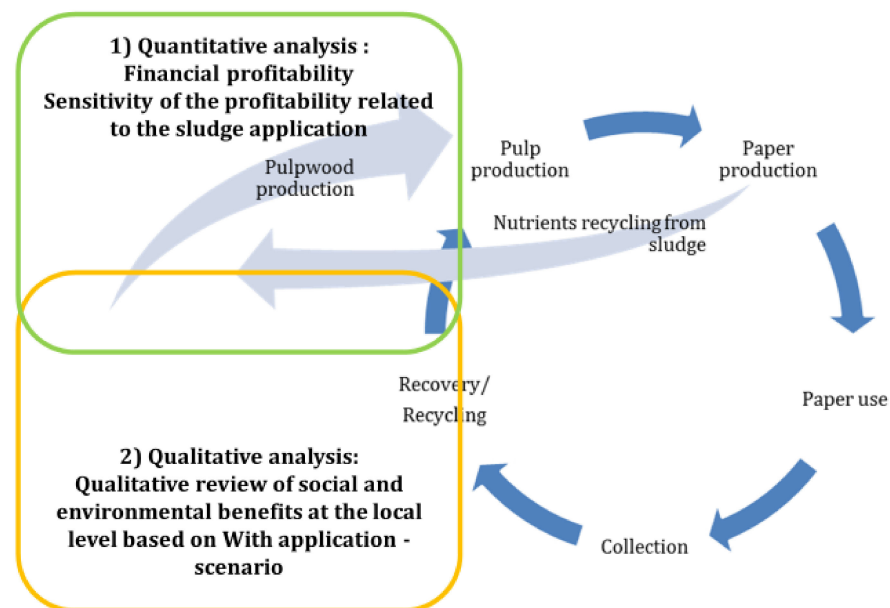 1) Quantitative analysis :
Financial profitability
Sensitivity of the profitability related
to the sludge application
Pulpwood
production
Pulp
production
Paper
production
Nutrients recycling from
sludge
Recovery/
Recycling
Paper use
2) Qualitative analysis:
Qualitative review of social and
environmental benefits at the local
level based on With application -
scenario
Collection